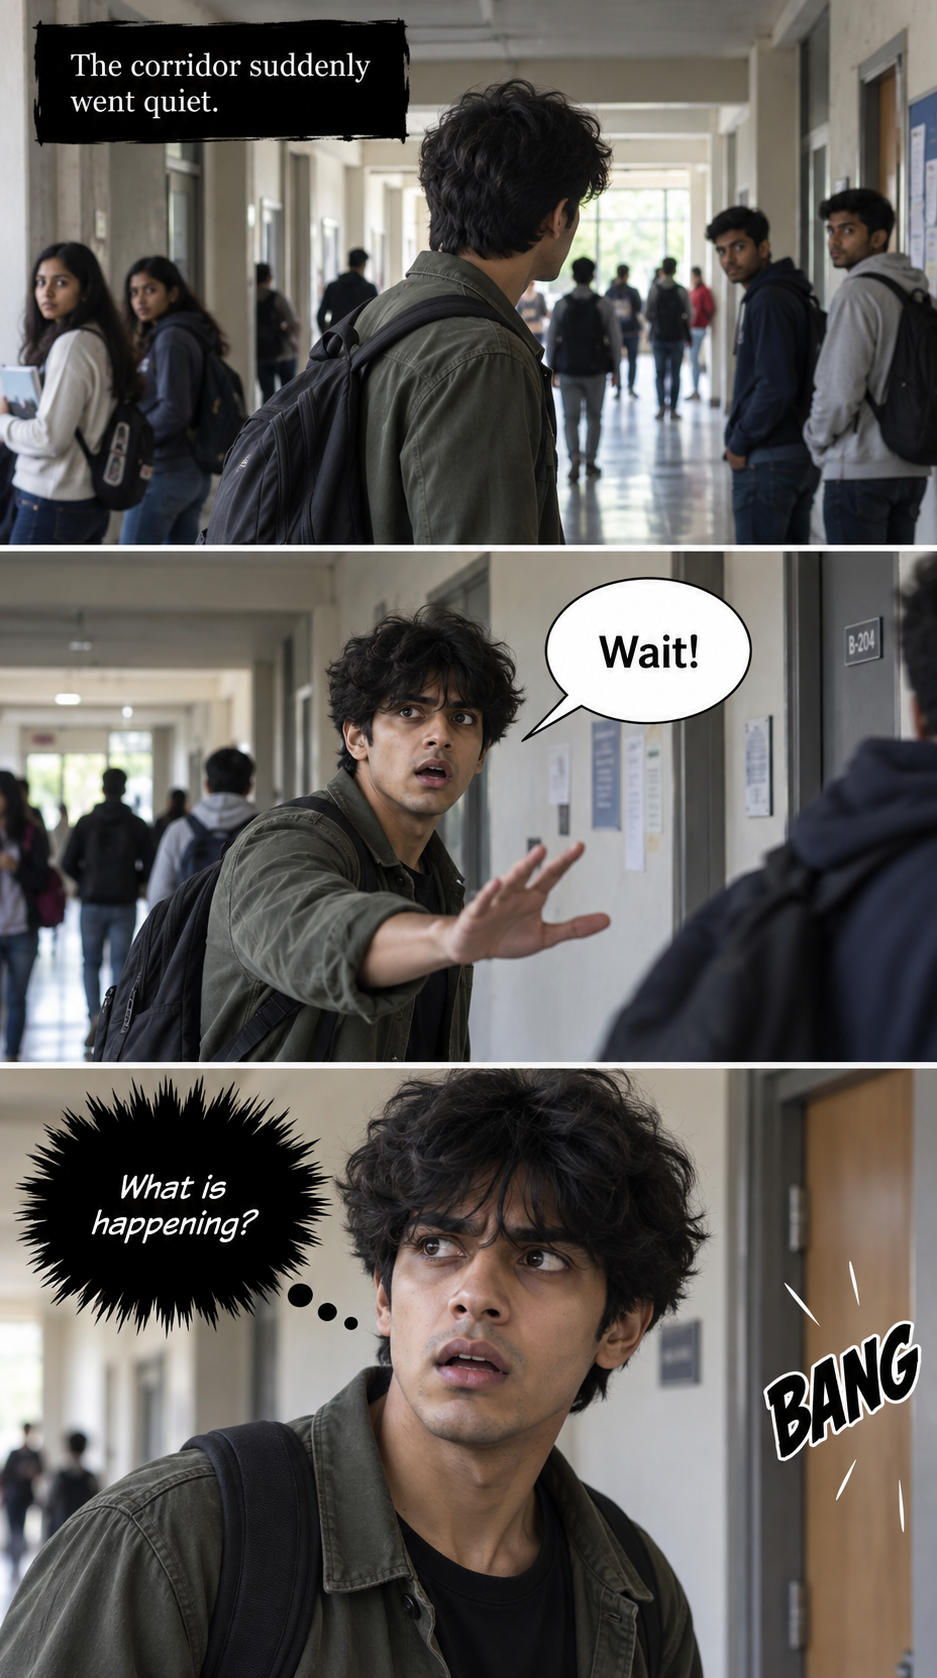 The corridor suddenly
went quiet.
Wait!
B-204
What is
happening?
BANG